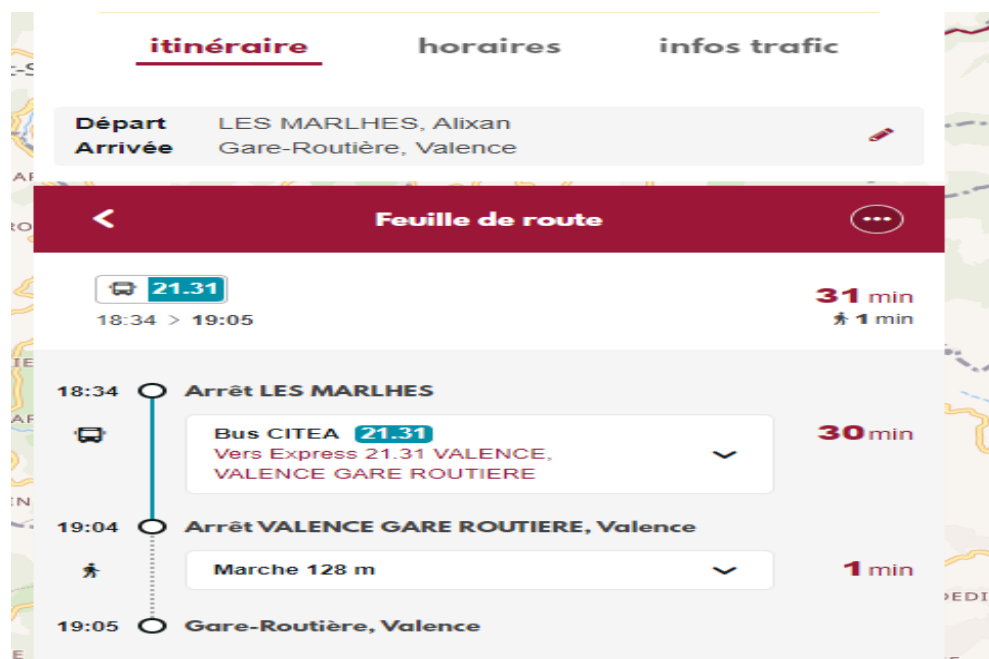 itinéraire horaires infos trafic
Départ LES MARLHES, Alixan
Arrivée Gare-Routière, Valence
Feuille de route
21.31
31 min
18:34 > 19:05
1 min
18:34 Arrêt LES MARLHES
Bus CITEA 21.31
30 min
Vers Express 21.31 VALENCE,
VALENCE GARE ROUTIERE
19:04 Arrêt VALENCE GARE ROUTIERE, Valence
Marche 128 m
1 min
19:05 Gare-Routière, Valence